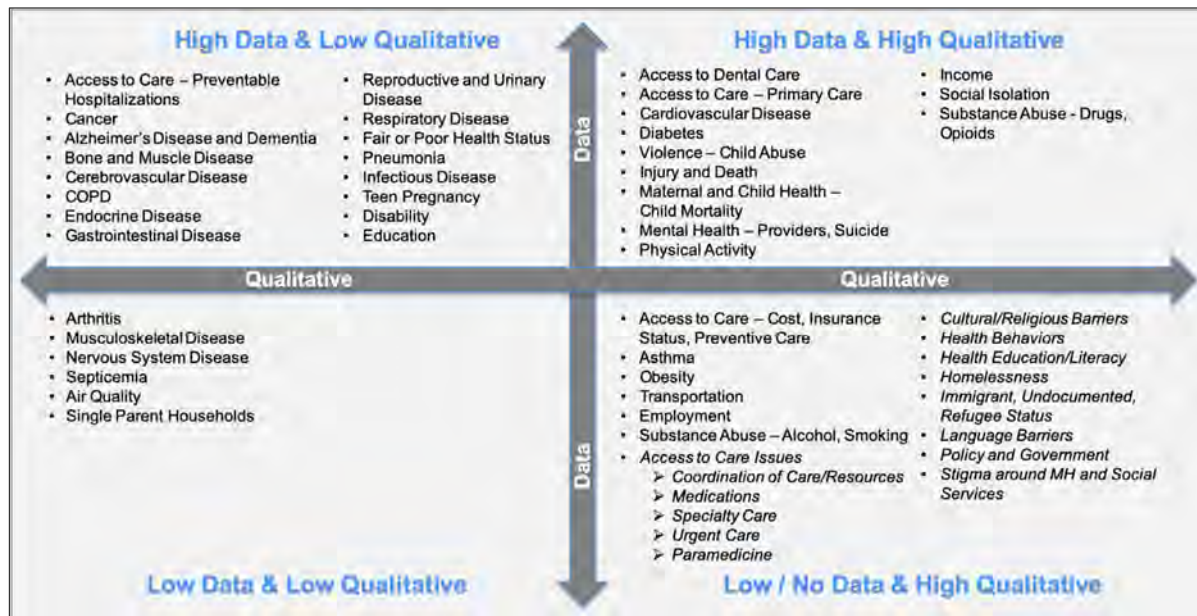 High Data & Low Qualitative
• Access to Care – Preventable
Hospitalizations
• Cancer
• Alzheimer's Disease and Dementia
• Bone and Muscle Disease
• Cerebrovascular Disease
• COPD
• Endocrine Disease
• Gastrointestinal Disease
• Reproductive and Urinary
Disease
• Respiratory Disease
• Fair or Poor Health Status
• Pneumonia
• Infectious Disease
• Teen Pregnancy
• Disability
• Education
Data
High Data & High Qualitative
• Access to Dental Care
• Access to Care – Primary Care
• Cardiovascular Disease
• Diabetes
• Violence – Child Abuse
• Injury and Death
• Maternal and Child Health –
Child Mortality
• Mental Health – Providers, Suicide
• Physical Activity
• Income
• Social Isolation
• Substance Abuse - Drugs,
Opioids
Qualitative
Qualitative
• Arthritis
• Musculoskeletal Disease
• Nervous System Disease
• Septicemia
• Air Quality
• Single Parent Households
Low Data & Low Qualitative
Data
• Access to Care – Cost, Insurance
Status, Preventive Care
• Asthma
• Obesity
• Transportation
• Employment
• Substance Abuse – Alcohol, Smoking
• Access to Care Issues
➢ Coordination of Care/Resources
➢ Medications
➢ Specialty Care
➢ Urgent Care
➢ Paramedicine
• Cultural/Religious Barriers
• Health Behaviors
• Health Education/Literacy
• Homelessness
• Immigrant, Undocumented,
Refugee Status
• Language Barriers
• Policy and Government
• Stigma around MH and Social
Services
Low / No Data & High Qualitative